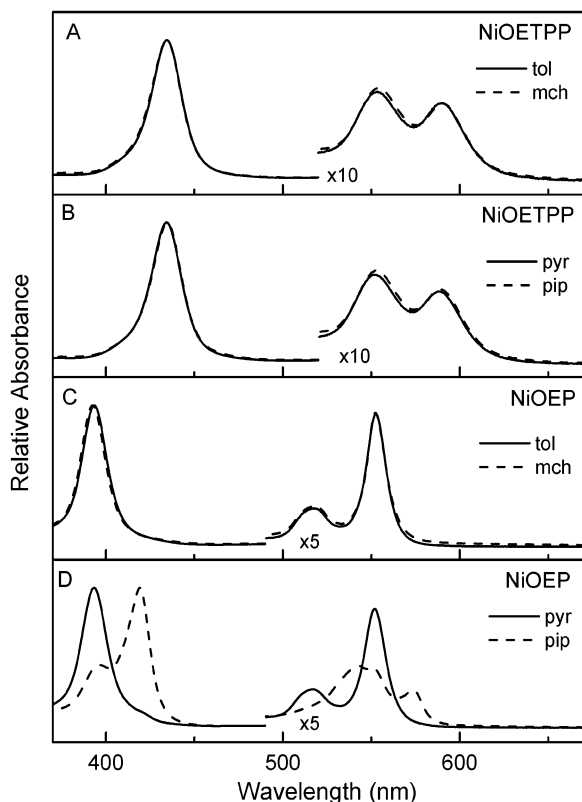 A
NiOETPP
tol
mch
x10
B
NiOETPP
pyr
pip
x10
C
NiOEP
tol
mch
x5
D
NiOEP
pyr
pip
x5
400
500
600
Wavelength (nm)
Relative Absorbance